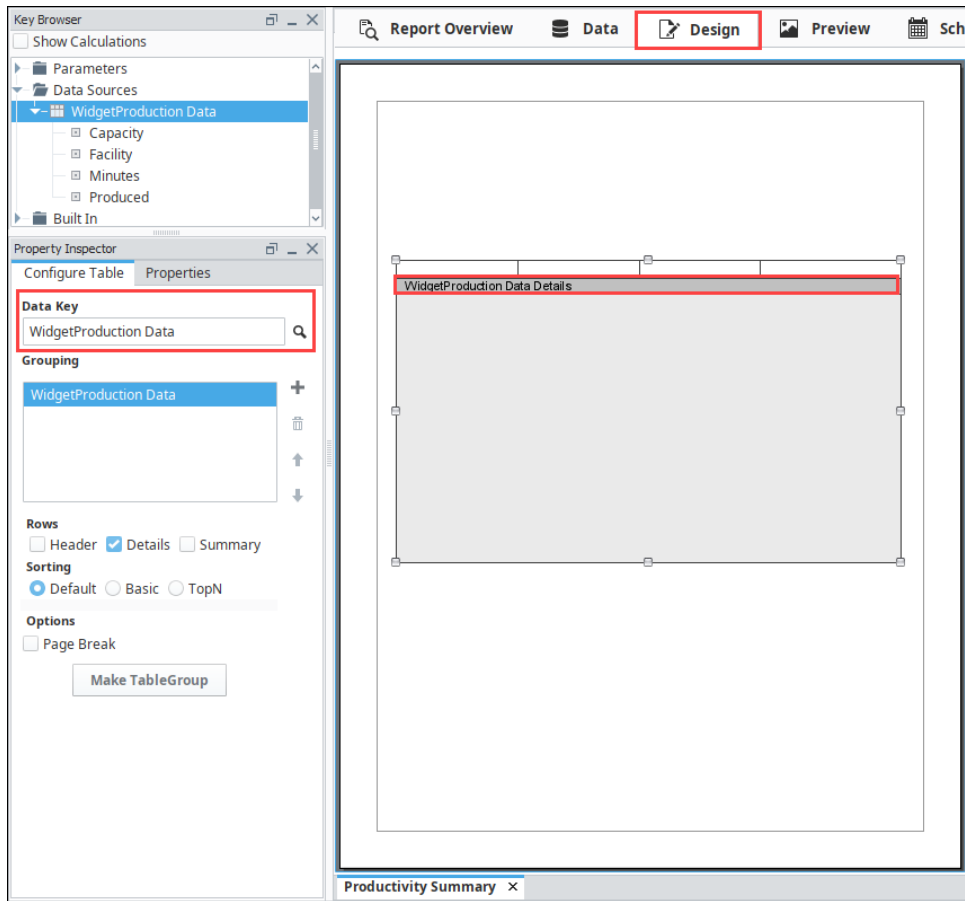 Key Browser
Show Calculations
Parameters
Data Sources
WidgetProduction Data
Capacity
Facility
Minutes
Produced
Built In
Property Inspector
Configure Table Properties
Data Key
WidgetProduction Data
Grouping
WidgetProduction Data
Rows
Header Details Summary
Sorting
Default Basic TopN
Options
Page Break
Make TableGroup
Report Overview Data Design Preview Sch
WidgetProduction Data Details
Productivity Summary ×